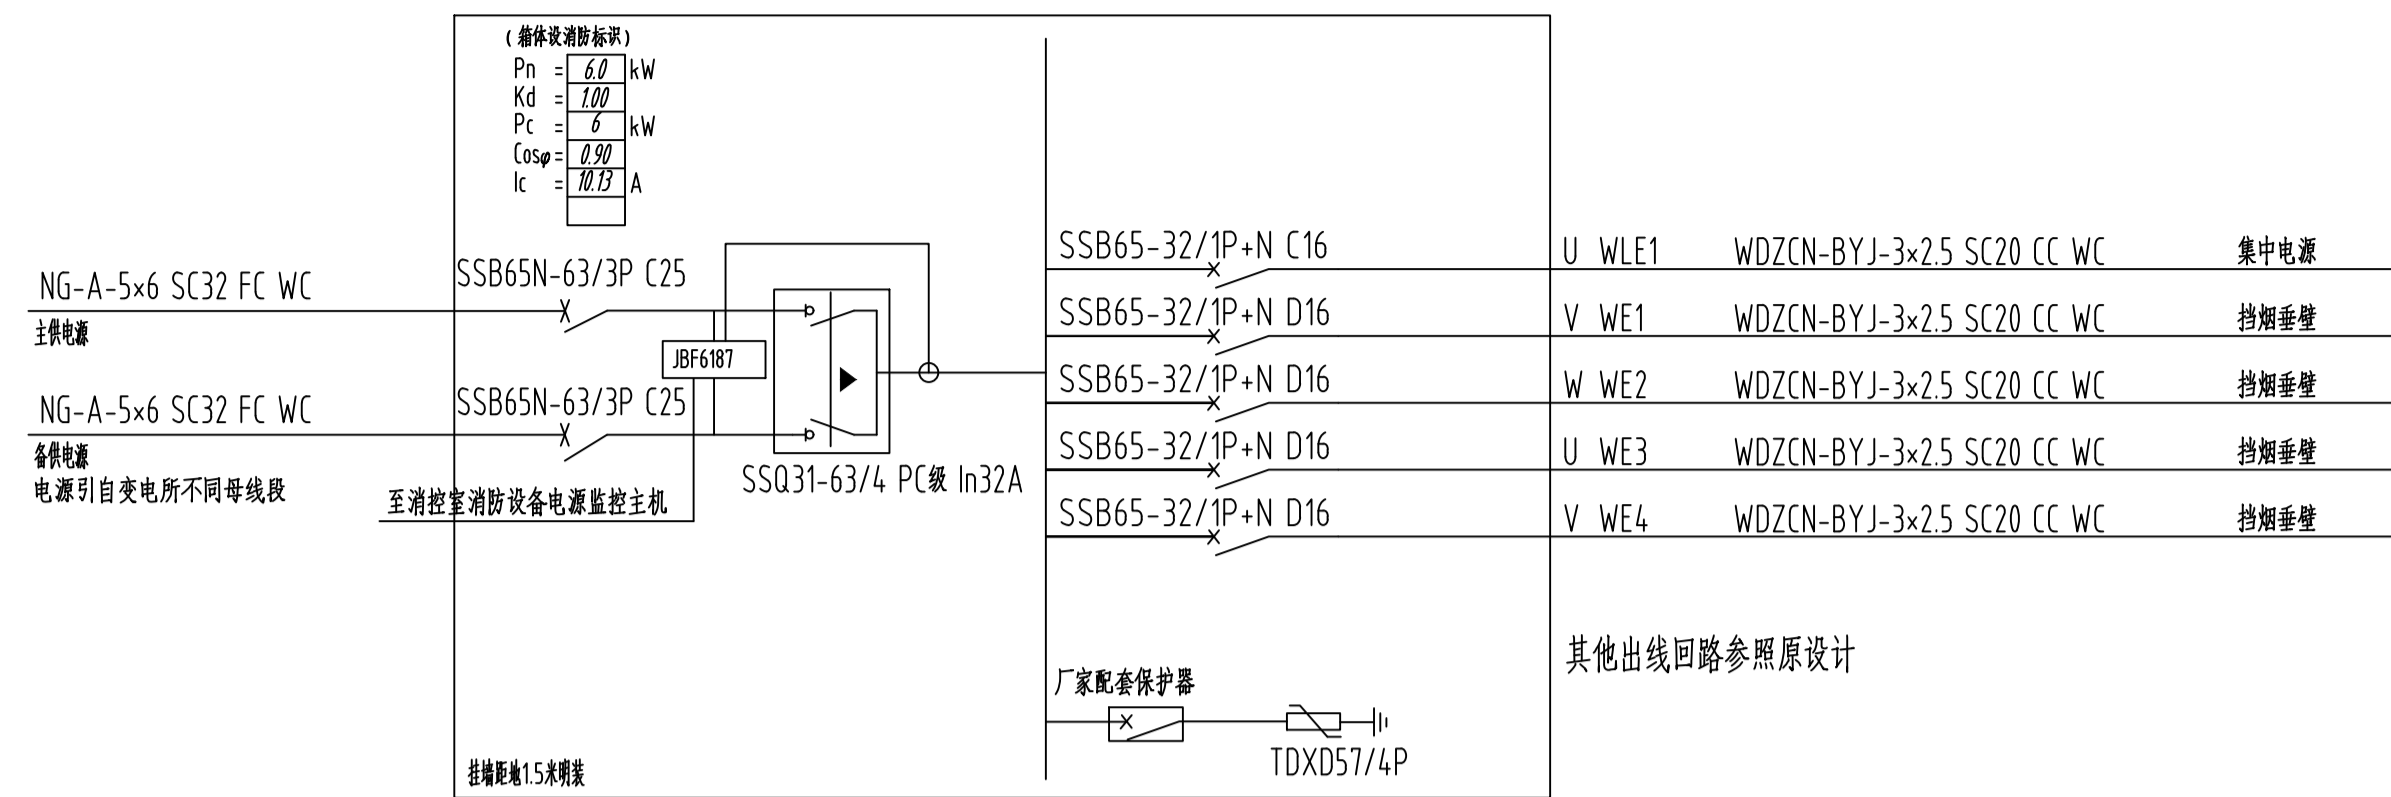 (箱体设消防标识)
Pn = 6.0 kW
Kd = 1.00
Pc = 6 kW
Cosφ= 0.90
Ic = 10.13 A
NG-A-5×6 SC32 FC WC
主供电源
SSB65N-63/3P C25
JBF6187
NG-A-5×6 SC32 FC WC
备供电源
电源引自变电所不同母线段
SSB65N-63/3P C25
至消控室消防设备电源监控主机
SSQ31-63/4 PC级 In32A
SSB65-32/1P+N C16 U WLE1 WDZCN-BYJ-3×2.5 SC20 CC WC 集中电源
SSB65-32/1P+N D16 V WE1 WDZCN-BYJ-3×2.5 SC20 CC WC 挡烟垂壁
SSB65-32/1P+N D16 W WE2 WDZCN-BYJ-3×2.5 SC20 CC WC 挡烟垂壁
SSB65-32/1P+N D16 U WE3 WDZCN-BYJ-3×2.5 SC20 CC WC 挡烟垂壁
SSB65-32/1P+N D16 V WE4 WDZCN-BYJ-3×2.5 SC20 CC WC 挡烟垂壁
其他出线回路参照原设计
厂家配套保护器
TDXD57/4P
挂墙距地1.5米明装